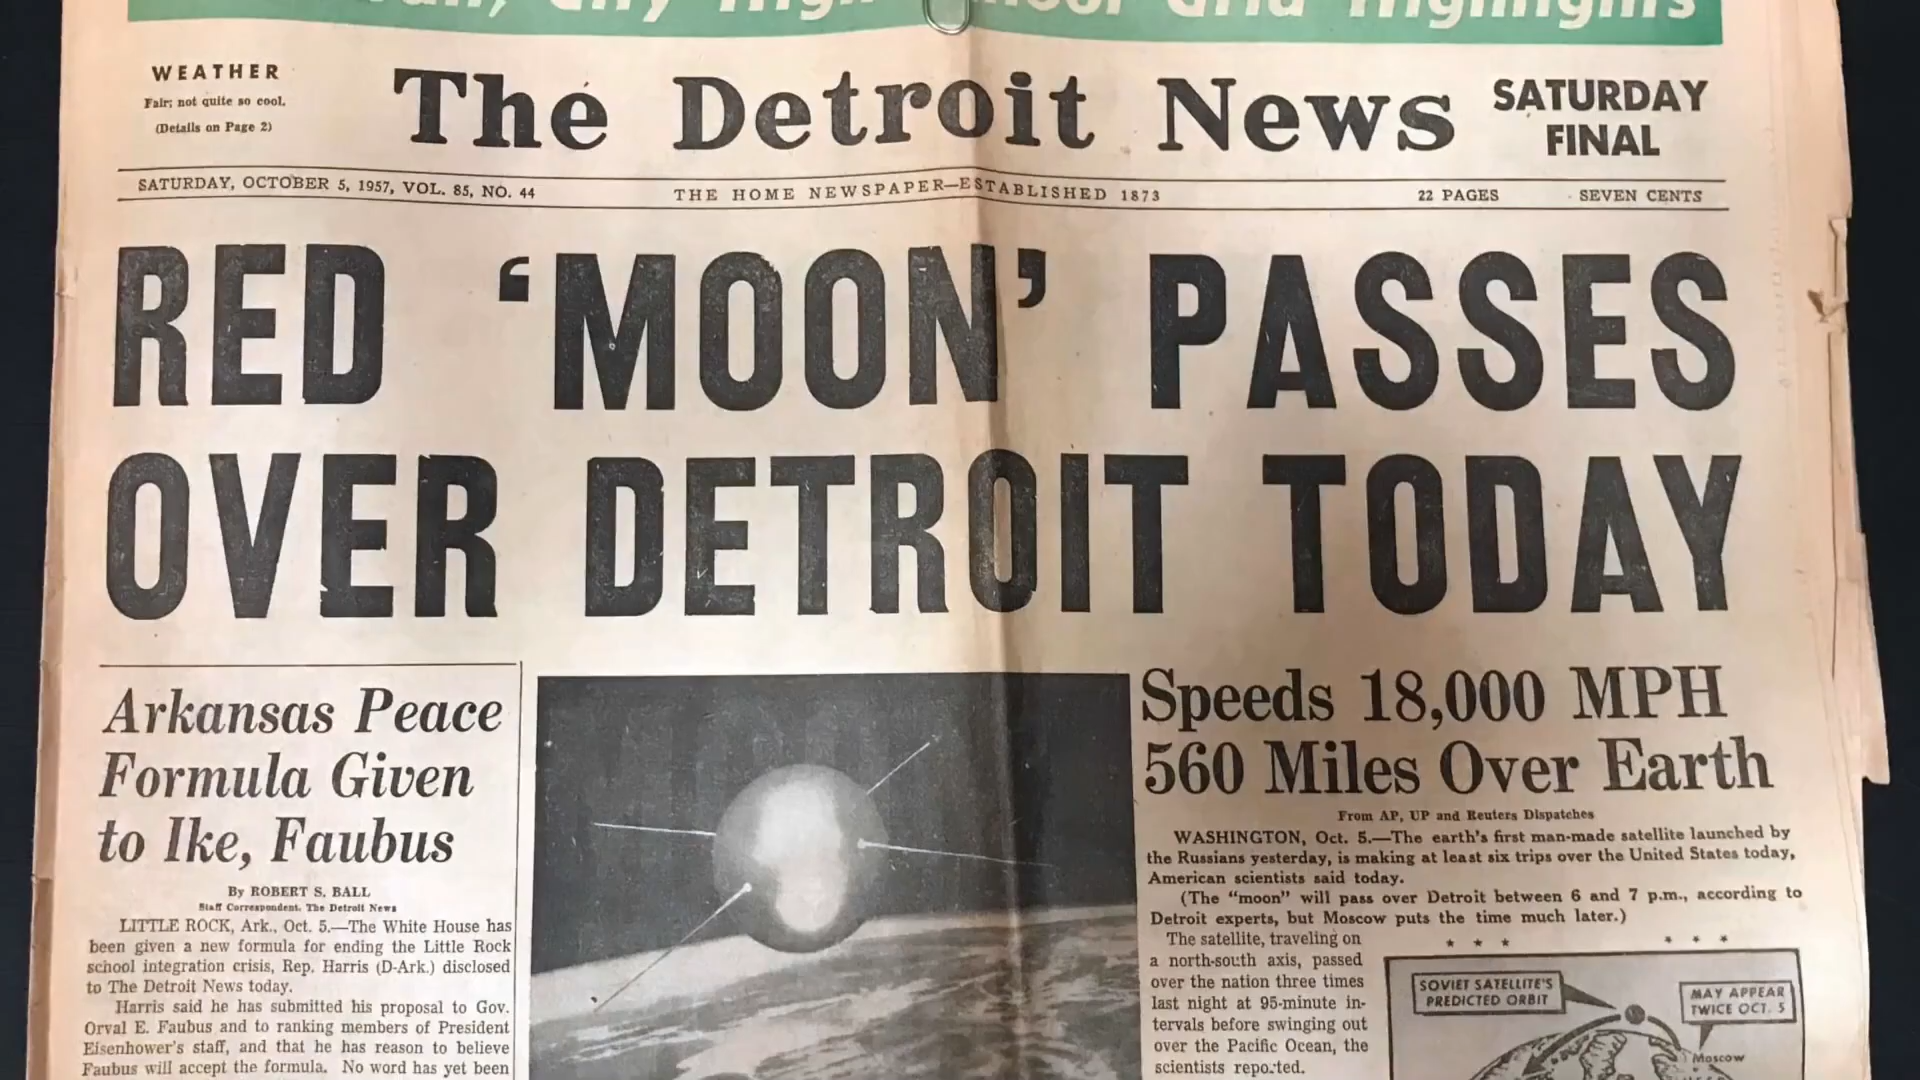 City High School Grid Highlights
WEATHER
Fair; not quite so cool.
(Details on Page 2)
The Detroit News
SATURDAY
FINAL
SATURDAY, OCTOBER 5, 1957, VOL. 85, NO. 44
THE HOME NEWSPAPER—ESTABLISHED 1873
22 PAGES
SEVEN CENTS
RED ‘MOON’ PASSES
OVER DETROIT TODAY
Arkansas Peace
Formula Given
to Ike, Faubus
By ROBERT S. BALL
Staff Correspondent, The Detroit News
LITTLE ROCK, Ark., Oct. 5.—The White House has
been given a new formula for ending the Little Rock
school integration crisis, Rep. Harris (D-Ark.) disclosed
to The Detroit News today.
Harris said he has submitted his proposal to Gov.
Orval E. Faubus and to ranking members of President
Eisenhower's staff, and that he has reason to believe
Faubus will accept the formula. No word has yet been
Speeds 18,000 MPH
560 Miles Over Earth
From AP, UP and Reuters Dispatches
WASHINGTON, Oct. 5.—The earth's first man-made satellite launched by
the Russians yesterday, is making at least six trips over the United States today,
American scientists said today.
(The “moon” will pass over Detroit between 6 and 7 p.m., according to
Detroit experts, but Moscow puts the time much later.)
The satellite, traveling on
a north-south axis, passed
over the nation three times
last night at 95-minute in-
tervals before swinging out
over the Pacific Ocean, the
scientists reported.
SOVIET SATELLITE'S
PREDICTED ORBIT
MAY APPEAR
TWICE OCT. 5
Moscow